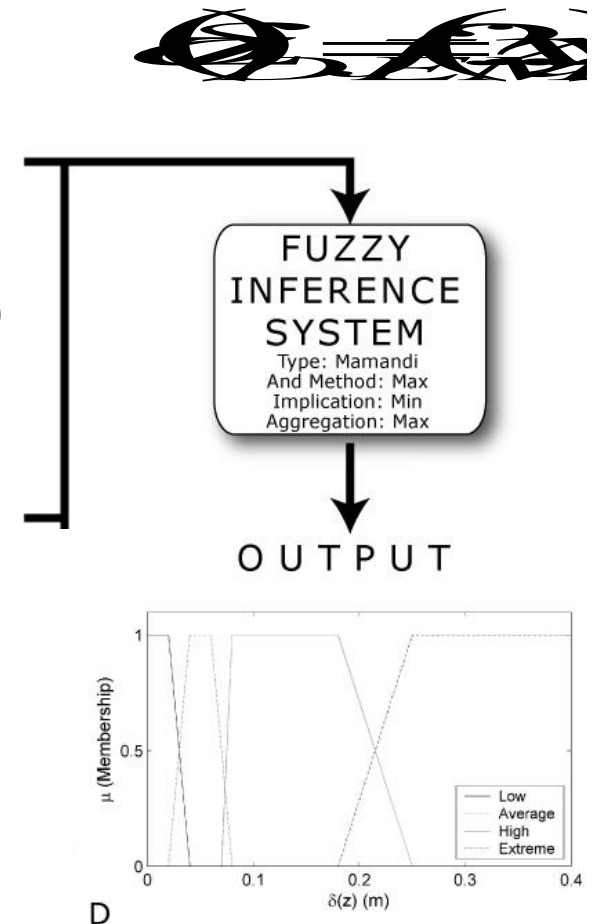 FUZZY
INFERENCE
SYSTEM
Type: Mamandi
And Method: Max
Implication: Min
Aggregation: Max
OUTPUT
1
0.5
0
μ (Membership)
Low
Average
High
Extreme
0 0.1 0.2 0.3 0.4
δ(z) (m)
D